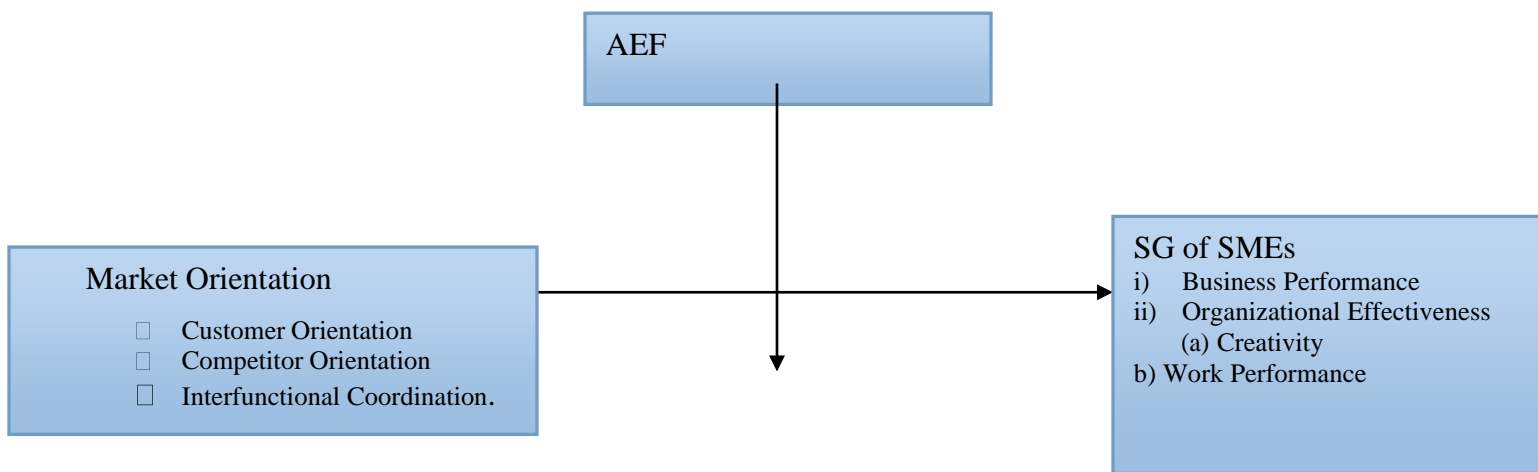 AEF
Market Orientation
Customer Orientation
Competitor Orientation
Interfunctional Coordination.
SG of SMEs
i) Business Performance
ii) Organizational Effectiveness
(a) Creativity
b) Work Performance